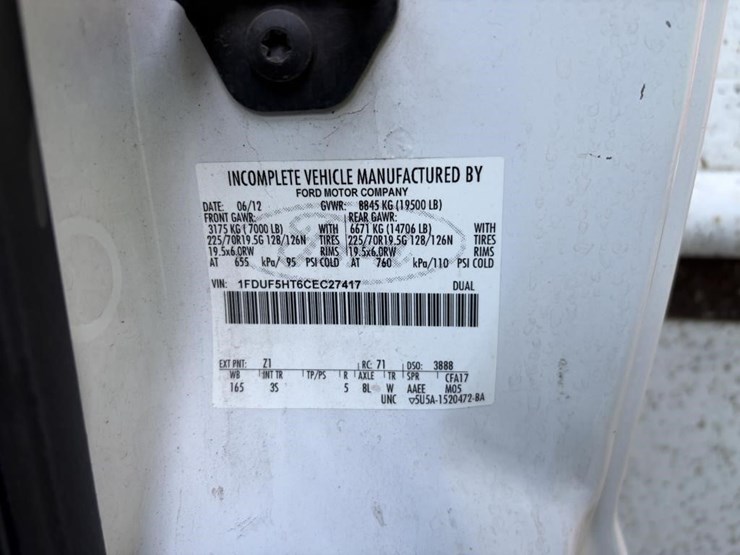 INCOMPLETE VEHICLE MANUFACTURED BY
FORD MOTOR COMPANY
DATE: 06/12 GVWR: 8845 KG (19500 LB)
FRONT GAWR: REAR GAWR:
3175 KG ( 7000 LB) WITH 6671 KG (14706 LB) WITH
225/70R19.5G 128/126N TIRES 225/70R19.5G 128/126N TIRES
19.5x6.0RW RIMS 19.5x6.0RW RIMS
AT 655 kPa/ 95 PSI COLD AT 760 kPa/110 PSI COLD
VIN: 1FDUF5HT6CEC27417 DUAL
EXT PNT: Z1 RC: 71 DSO: 3888
WB INT TR TP/PS R AXLE TR SPR CFA17
165 3S 5 BL W AAEE M05
UNC ▽5U5A-1520472-BA